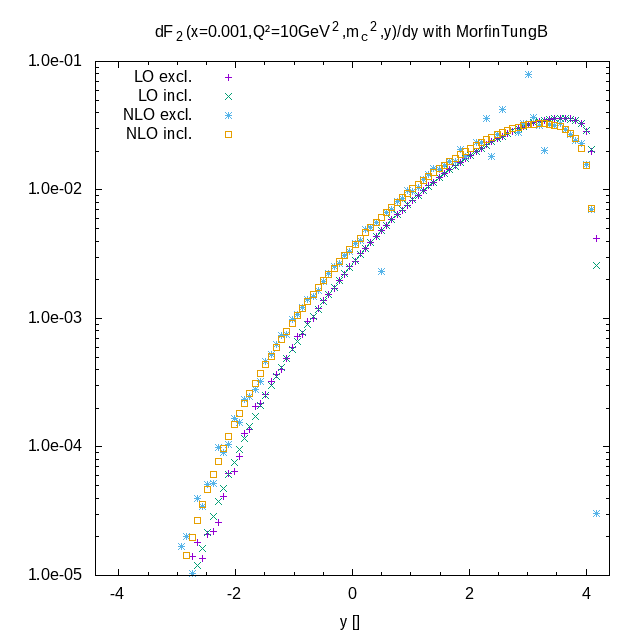 dF₂(x=0.001,Q²=10GeV²,m_c²,y)/dy with MorfinTungB
LO excl.
LO incl.
NLO excl.
NLO incl.
1.0e-01
1.0e-02
1.0e-03
1.0e-04
1.0e-05
-4 -2 0 2 4
y []